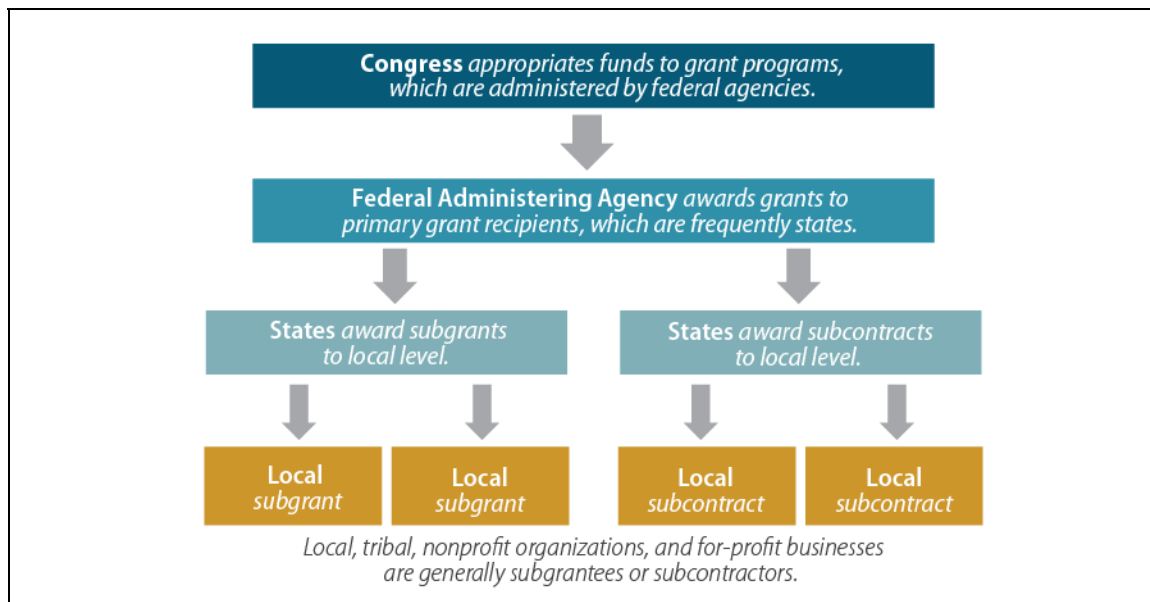 Congress appropriates funds to grant programs,
which are administered by federal agencies.
Federal Administering Agency awards grants to
primary grant recipients, which are frequently states.
States award subgrants
to local level.
States award subcontracts
to local level.
Local
subgrant
Local
subgrant
Local
subcontract
Local
subcontract
Local, tribal, nonprofit organizations, and for-profit businesses
are generally subgrantees or subcontractors.